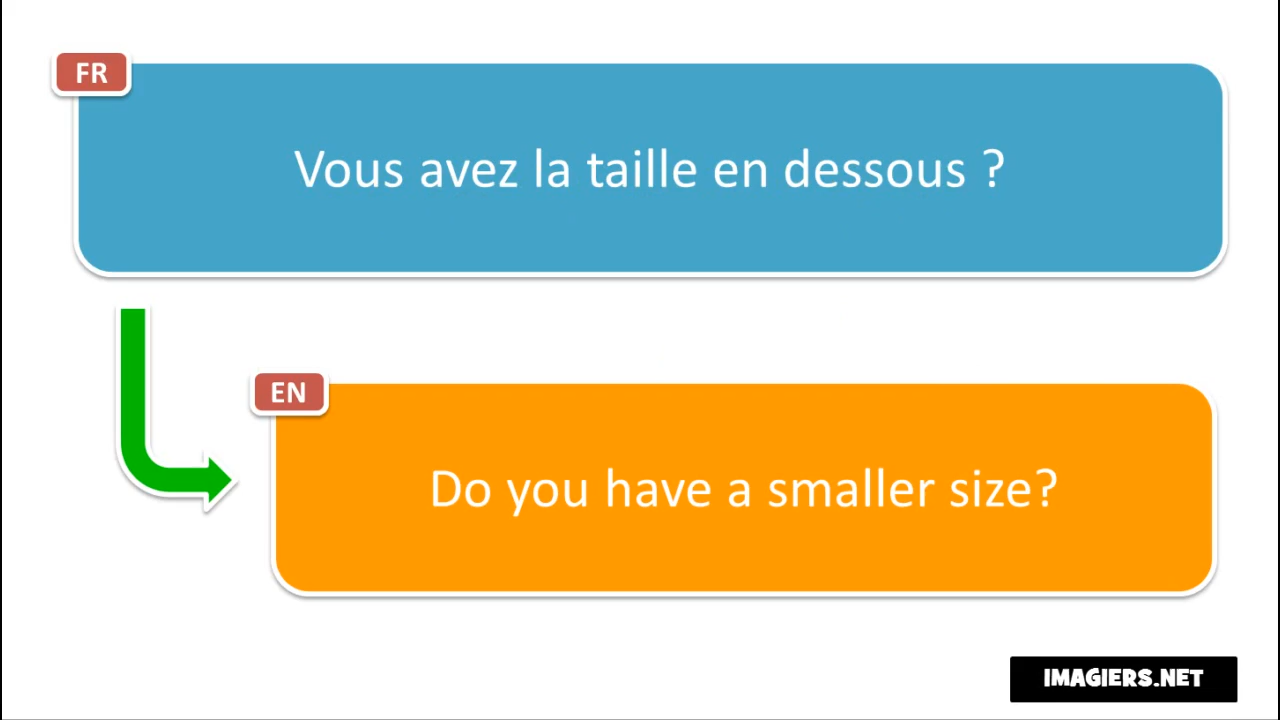 FR
Vous avez la taille en dessous ?
EN
Do you have a smaller size?
IMAGIERS.NET